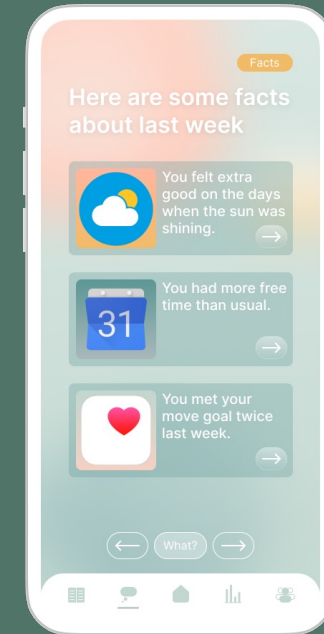 Facts
Here are some facts
about last week
You felt extra
good on the days
when the sun was
shining.
31
You had more free
time than usual.
You met your
move goal twice
last week.
What?